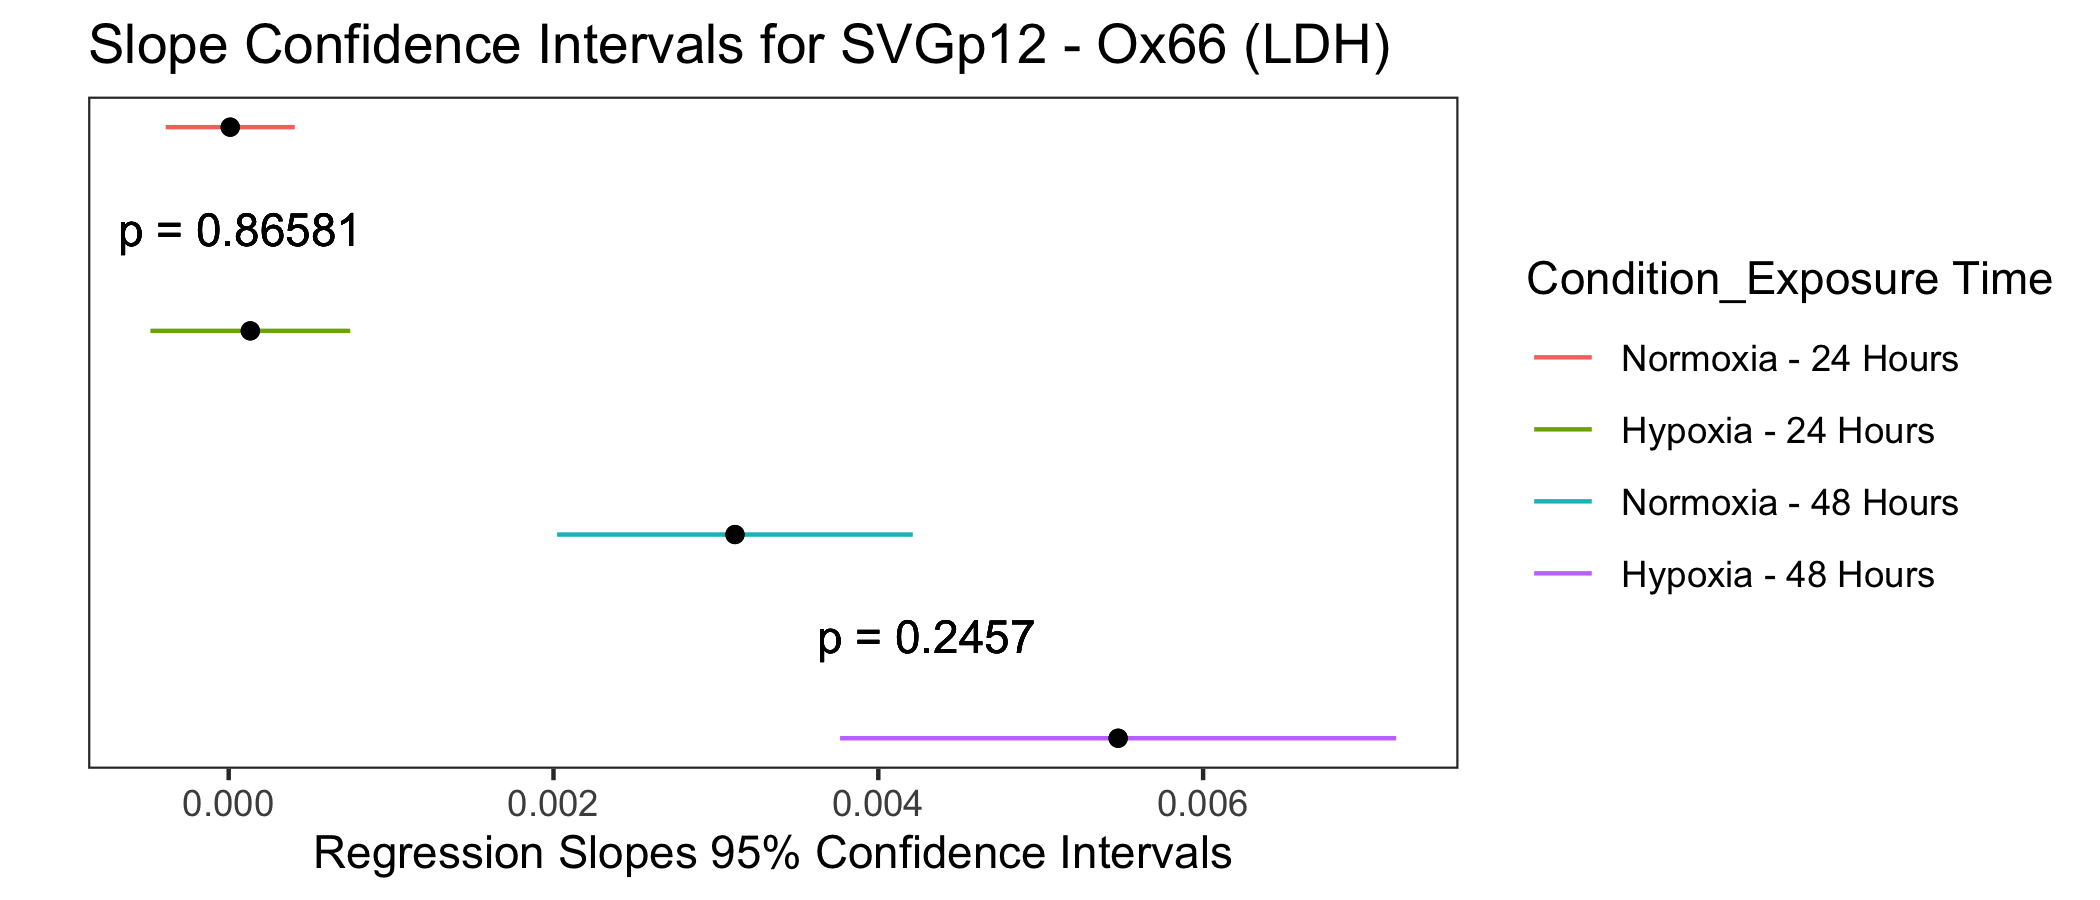 Slope Confidence Intervals for SVGp12 - Ox66 (LDH)
p = 0.86581
p = 0.2457
0.000 0.002 0.004 0.006
Regression Slopes 95% Confidence Intervals
Condition_Exposure Time
Normoxia - 24 Hours
Hypoxia - 24 Hours
Normoxia - 48 Hours
Hypoxia - 48 Hours